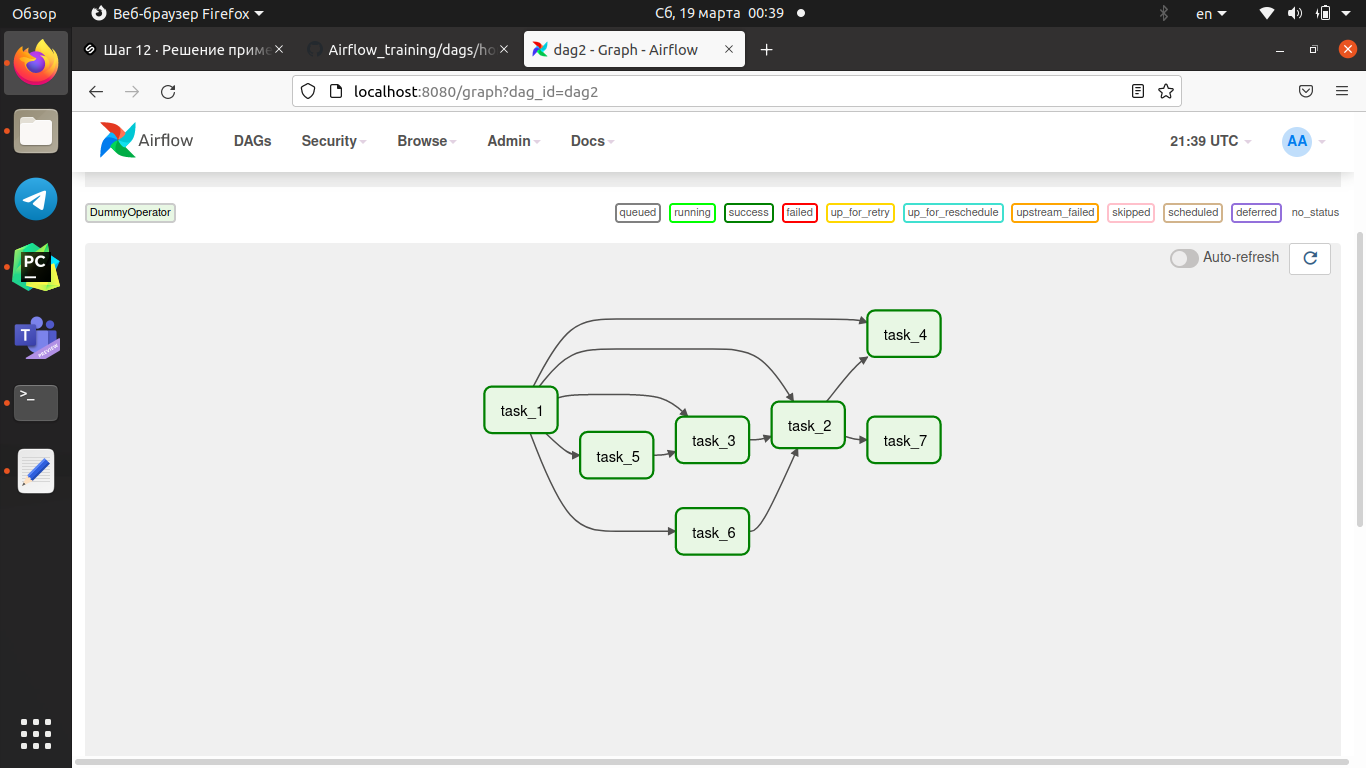 Обзор
Веб-браузер Firefox
Сб, 19 марта 00:39
en
Шаг 12 · Решение приме
Airflow_training/dags/ho
dag2 - Graph - Airflow
localhost:8080/graph?dag_id=dag2
Airflow
DAGs
Security
Browse
Admin
Docs
21:39 UTC
AA
DummyOperator
queued
running
success
failed
up_for_retry
up_for_reschedule
upstream_failed
skipped
scheduled
deferred
no_status
Auto-refresh
task_4
task_1
task_2
task_3
task_7
task_5
task_6
PC
T
PREVIEW
>_